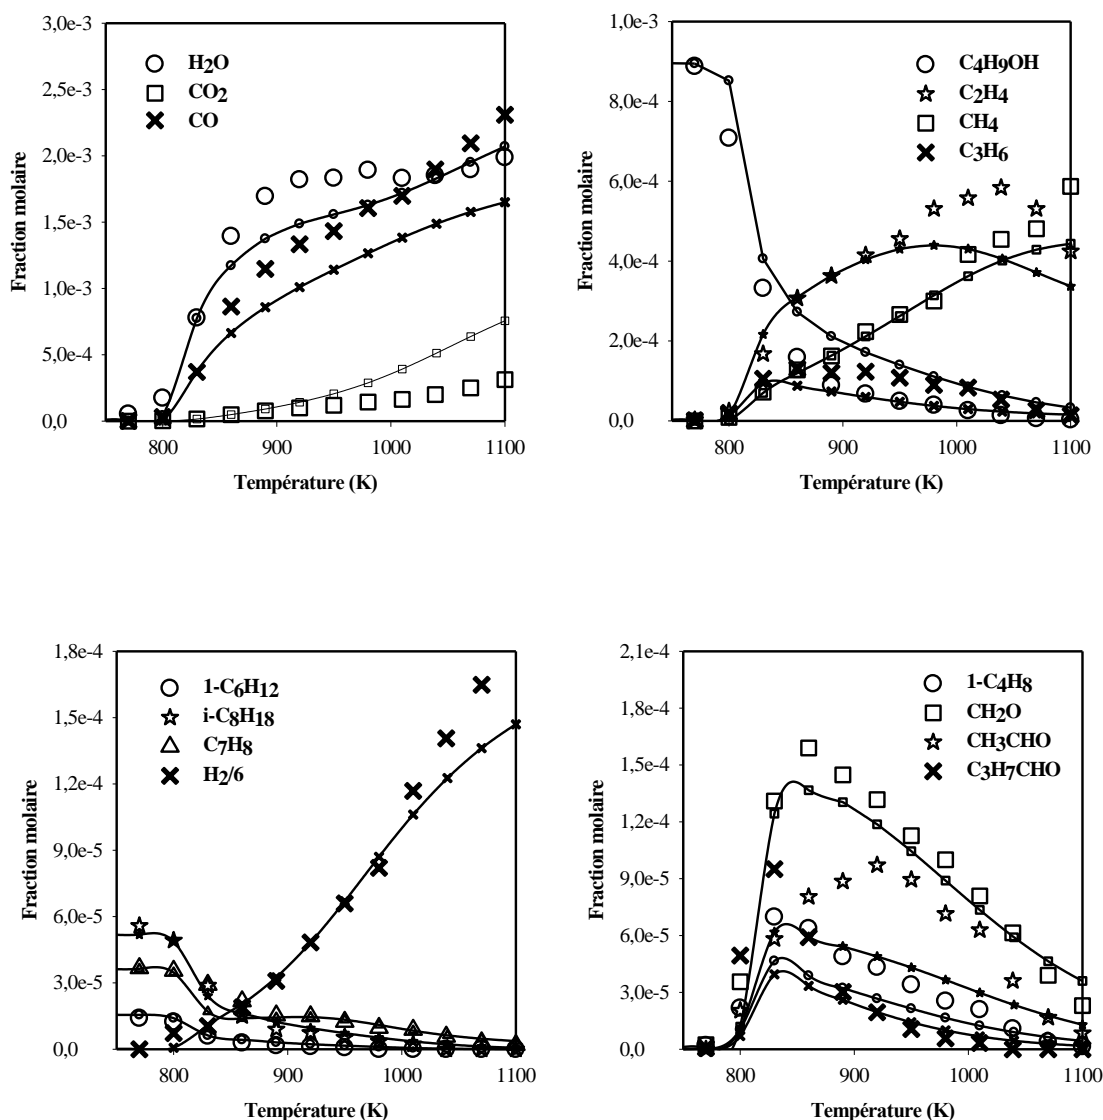 3,0e-3
2,5e-3
2,0e-3
1,5e-3
1,0e-3
5,0e-4
0,0
Fraction molaire
H2O
CO2
CO
800 900 1000 1100
Température (K)
1,0e-3
8,0e-4
6,0e-4
4,0e-4
2,0e-4
0,0
Fraction molaire
C4H9OH
C2H4
CH4
C3H6
800 900 1000 1100
Température (K)
1,8e-4
1,5e-4
1,2e-4
9,0e-5
6,0e-5
3,0e-5
0,0
Fraction molaire
1-C6H12
i-C8H18
C7H8
H2/6
800 900 1000 1100
Température (K)
2,1e-4
1,8e-4
1,5e-4
1,2e-4
9,0e-5
6,0e-5
3,0e-5
0,0
Fraction molaire
1-C4H8
CH2O
CH3CHO
C3H7CHO
800 900 1000 1100
Température (K)